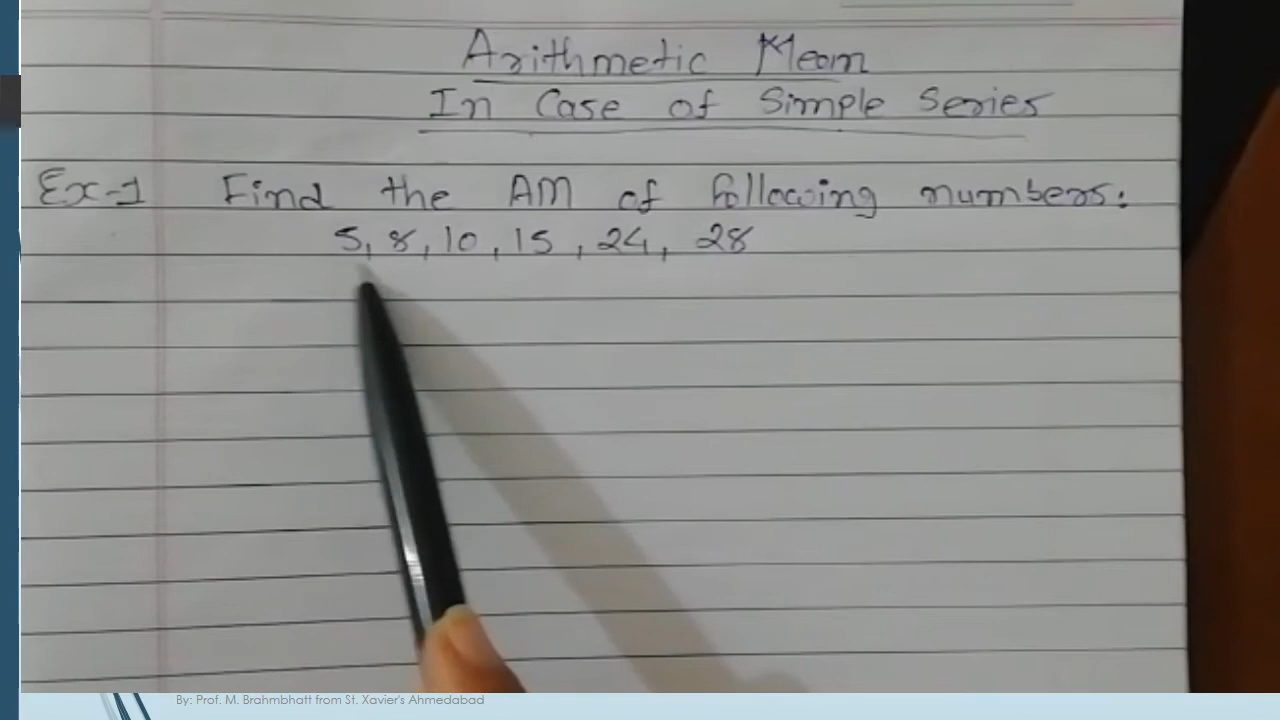 Arithmetic Mean
In Case of Simple Series
Ex-1 Find the AM of following numbers:
5, 8, 10, 15, 24, 28
By: Prof. M. Brahmbhatt from St. Xavier's Ahmedabad